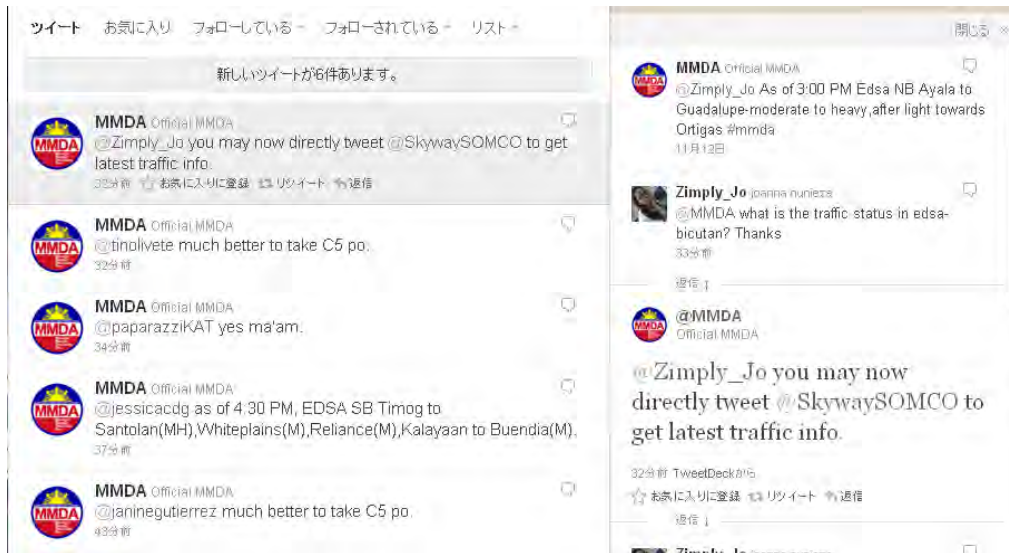 ツイート お気に入り フォローしている フォローされている リスト
新しいツイートが6件あります。
MMDA Official MMDA
@Zimply_Jo you may now directly tweet @SkywaySOMCO to get
latest traffic info.
32分前 お気に入りに登録 リツイート 返信
MMDA Official MMDA
@tinolivete much better to take C5 po.
32分前
MMDA Official MMDA
@paparazziKAT yes ma'am.
34分前
MMDA Official MMDA
@jessicacdg as of 4:30 PM, EDSA SB Timog to
Santolan(MH),Whiteplains(M),Reliance(M),Kalayaan to Buendia(M).
37分前
MMDA Official MMDA
@janinegutierrez much better to take C5 po.
43分前
閉じる
MMDA Official MMDA
@Zimply_Jo As of 3:00 PM Edsa NB Ayala to
Guadalupe-moderate to heavy,after light towards
Ortigas #mmda
11月12日
Zimply_Jo joanna nunieza
@MMDA what is the traffic status in edsa-
bicutan? Thanks
33分前
返信 ↓
@MMDA
Official MMDA
@Zimply_Jo you may now
directly tweet @SkywaySOMCO to
get latest traffic info.
32分前 TweetDeckから
お気に入りに登録 リツイート 返信
返信 ↓
Zimply_Jo